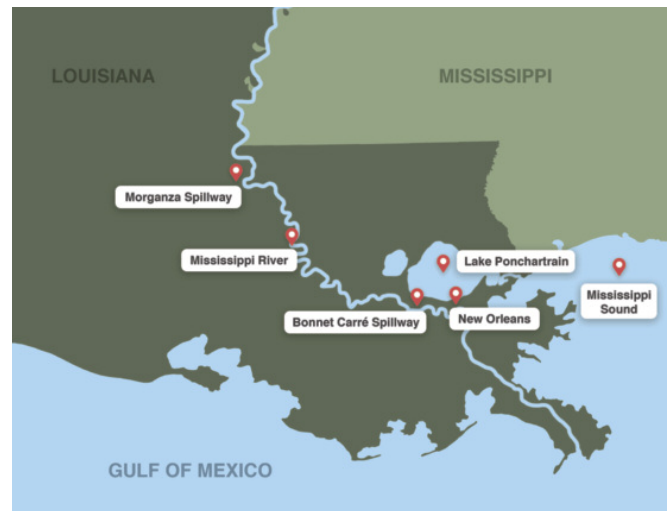 LOUISIANA
MISSISSIPPI
Morganza Spillway
Mississippi River
Lake Ponchartrain
Mississippi
Sound
Bonnet Carré Spillway
New Orleans
GULF OF MEXICO